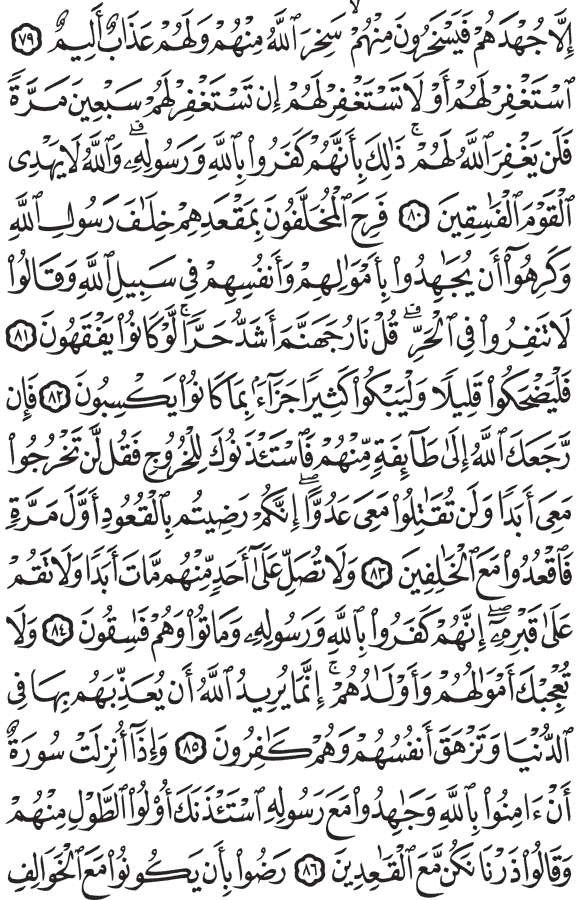 إِلَّا جُهْدَهُمْ فَيَسْخَرُونَ مِنْهُمْ ۙ سَخِرَ ٱللَّهُ مِنْهُمْ وَلَهُمْ عَذَابٌ أَلِيمٌ ٧٩
ٱسْتَغْفِرْ لَهُمْ أَوْ لَا تَسْتَغْفِرْ لَهُمْ إِن تَسْتَغْفِرْ لَهُمْ سَبْعِينَ مَرَّةً
فَلَن يَغْفِرَ ٱللَّهُ لَهُمْ ۚ ذَٰلِكَ بِأَنَّهُمْ كَفَرُوا۟ بِٱللَّهِ وَرَسُولِهِۦ ۗ وَٱللَّهُ لَا يَهْدِى
ٱلْقَوْمَ ٱلْفَٰسِقِينَ ٨٠ فَرِحَ ٱلْمُخَلَّفُونَ بِمَقْعَدِهِمْ خِلَٰفَ رَسُولِ ٱللَّهِ
وَكَرِهُوٓا۟ أَن يُجَٰهِدُوا۟ بِأَمْوَٰلِهِمْ وَأَنفُسِهِمْ فِى سَبِيلِ ٱللَّهِ وَقَالُوا۟
لَا تَنفِرُوا۟ فِى ٱلْحَرِّ ۗ قُلْ نَارُ جَهَنَّمَ أَشَدُّ حَرًّا ۚ لَّوْ كَانُوا۟ يَفْقَهُونَ ٨١
فَلْيَضْحَكُوا۟ قَلِيلًا وَلْيَبْكُوا۟ كَثِيرًا جَزَآءًۢ بِمَا كَانُوا۟ يَكْسِبُونَ ٨٢ فَإِن
رَّجَعَكَ ٱللَّهُ إِلَىٰ طَآئِفَةٍ مِّنْهُمْ فَٱسْتَـْٔذَنُوكَ لِلْخُرُوجِ فَقُل لَّن تَخْرُجُوا۟
مَعِىَ أَبَدًا وَلَن تُقَٰتِلُوا۟ مَعِىَ عَدُوًّا ۖ إِنَّكُمْ رَضِيتُم بِٱلْقُعُودِ أَوَّلَ مَرَّةٍ
فَٱقْعُدُوا۟ مَعَ ٱلْخَٰلِفِينَ ٨٣ وَلَا تُصَلِّ عَلَىٰٓ أَحَدٍ مِّنْهُم مَّاتَ أَبَدًا وَلَا تَقُمْ
عَلَىٰ قَبْرِهِۦٓ ۖ إِنَّهُمْ كَفَرُوا۟ بِٱللَّهِ وَرَسُولِهِۦ وَمَاتُوا۟ وَهُمْ فَٰسِقُونَ ٨٤ وَلَا
تُعْجِبْكَ أَمْوَٰلُهُمْ وَأَوْلَٰدُهُمْ ۚ إِنَّمَا يُرِيدُ ٱللَّهُ أَن يُعَذِّبَهُم بِهَا فِى
ٱلدُّنْيَا وَتَزْهَقَ أَنفُسُهُمْ وَهُمْ كَٰفِرُونَ ٨٥ وَإِذَآ أُنزِلَتْ سُورَةٌ
أَنْ ءَامِنُوا۟ بِٱللَّهِ وَجَٰهِدُوا۟ مَعَ رَسُولِهِ ٱسْتَـْٔذَنَكَ أُو۟لُوا۟ ٱلطَّوْلِ مِنْهُمْ
وَقَالُوا۟ ذَرْنَا نَكُن مَّعَ ٱلْقَٰعِدِينَ ٨٦ رَضُوا۟ بِأَن يَكُونُوا۟ مَعَ ٱلْخَوَالِفِ